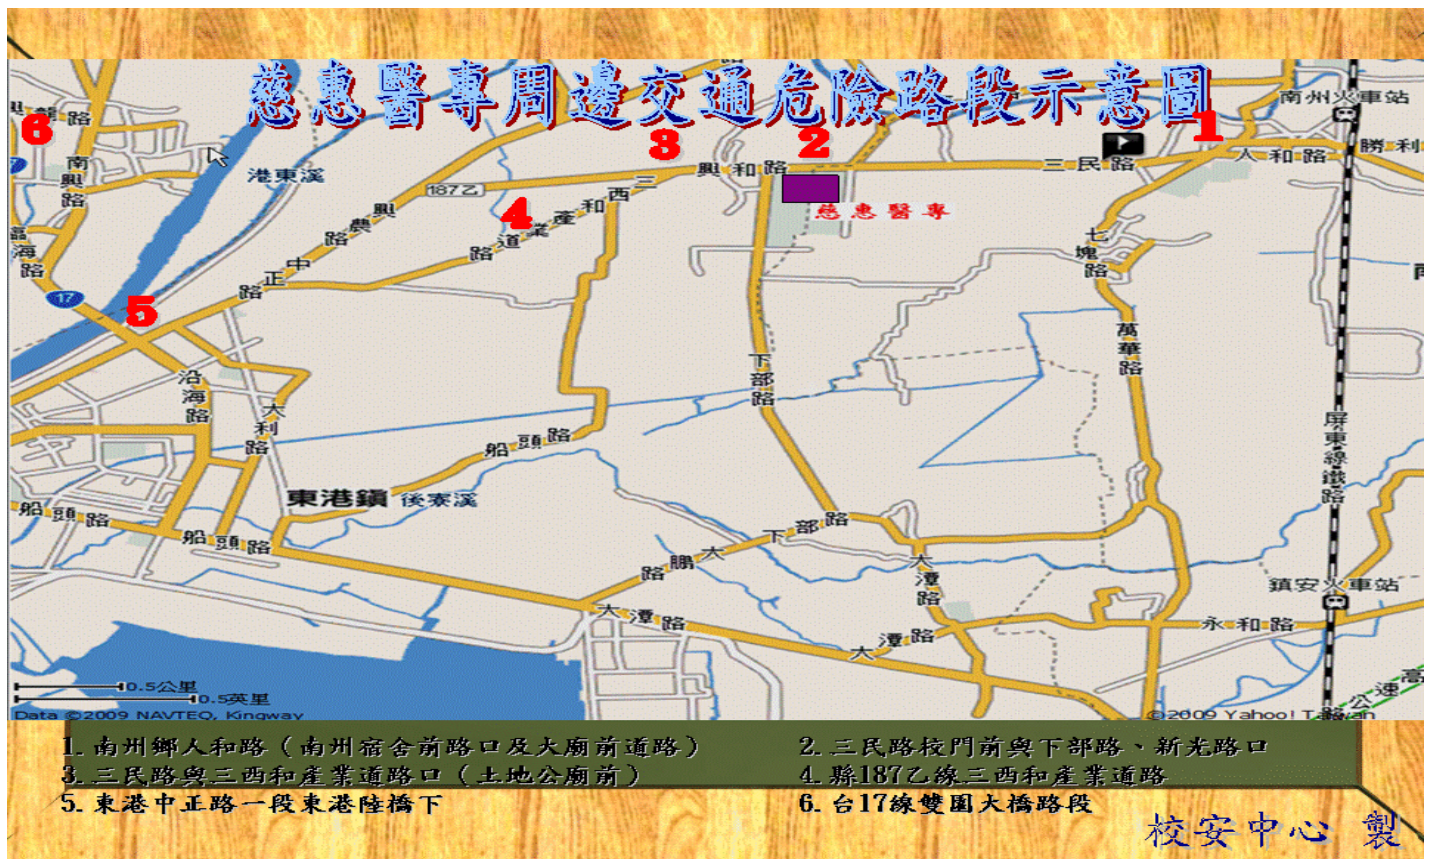 慈惠醫專周邊交通危險路段示意圖
南州火車站
6
3
2
1
龍路
南興路
港東溪
187乙
興和路
三民路
人和路
勝利
慈惠醫專
4
三西和產業道路
興農路
中正路
七塊路
臨海路
17
5
萬華路
下部路
沿海路
大利路
船頭路
屏東線鐵路
東港鎮
後寮溪
船頭路
船頭路
下部路
大鵬路
大潭路
鎮安火車站
大潭路
大潭路
永和路
高
速
公
路
0.5公里
0.5英里
Data ©2009 NAVTEQ, Kingway
©2009 Yahoo! Taiwan
1. 南州鄉人和路（南州宿舍前路口及大廟前道路）
2. 三民路校門前與下部路、新光路口
3. 三民路與三西和產業道路口（土地公廟前）
4. 縣187乙線三西和產業道路
5. 東港中正路一段東港陸橋下
6. 台17線雙園大橋路段
校安中心 製